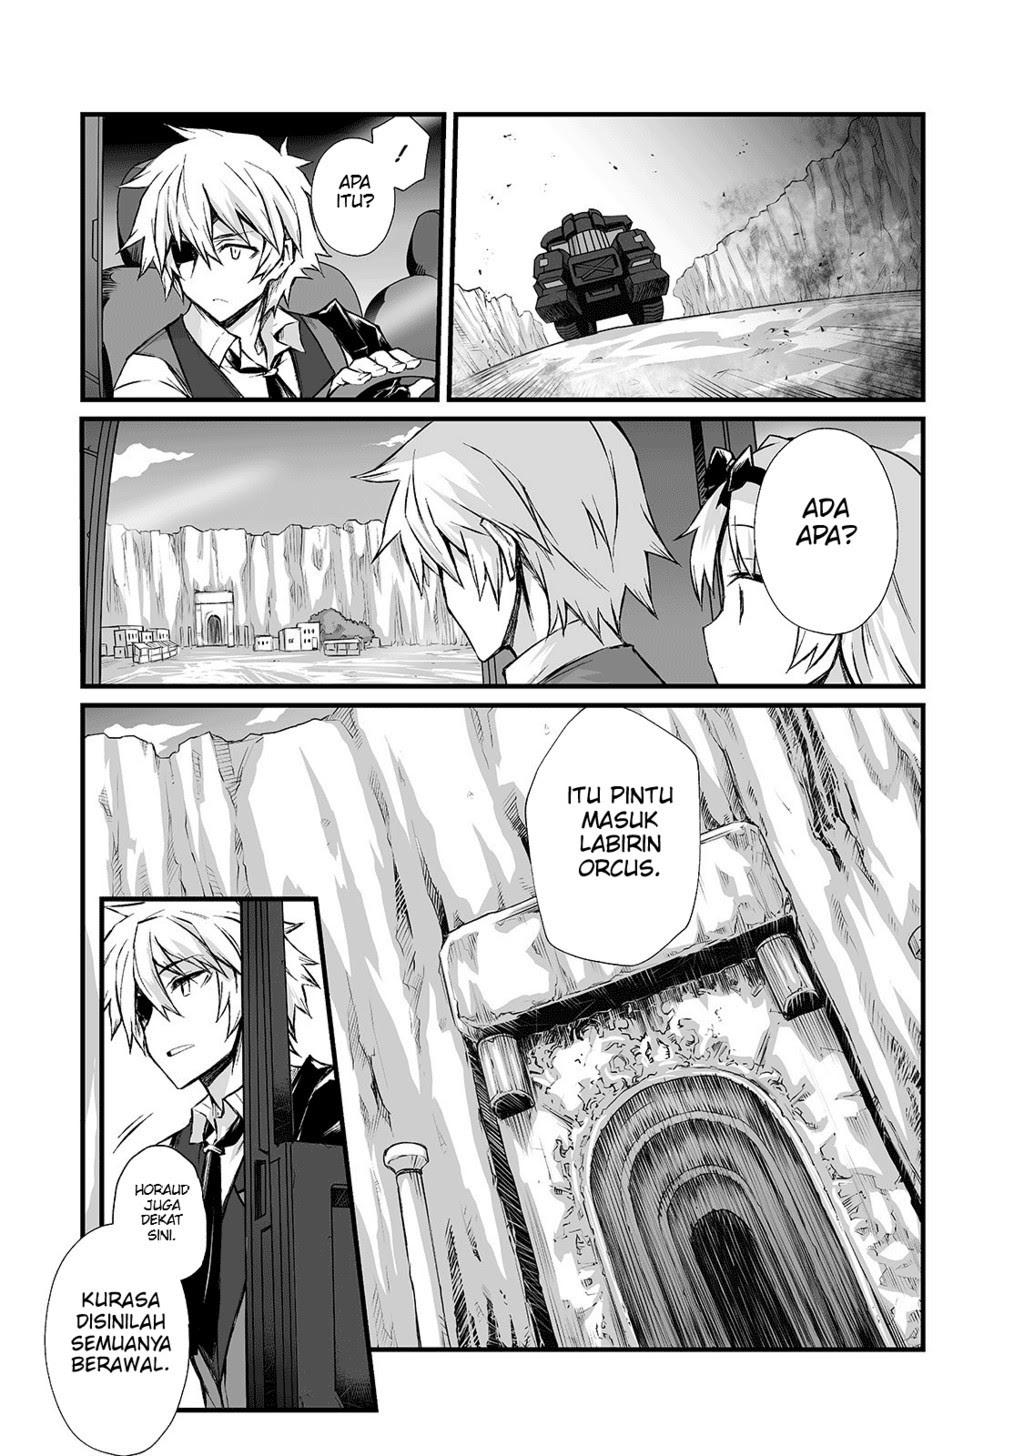 !
APA
ITU?
ADA
APA?
ITU PINTU
MASUK
LABIRIN
ORCUS.
HORAUD
JUGA
DEKAT
SINI.
KURASA
DISINILAH
SEMUANYA
BERAWAL.